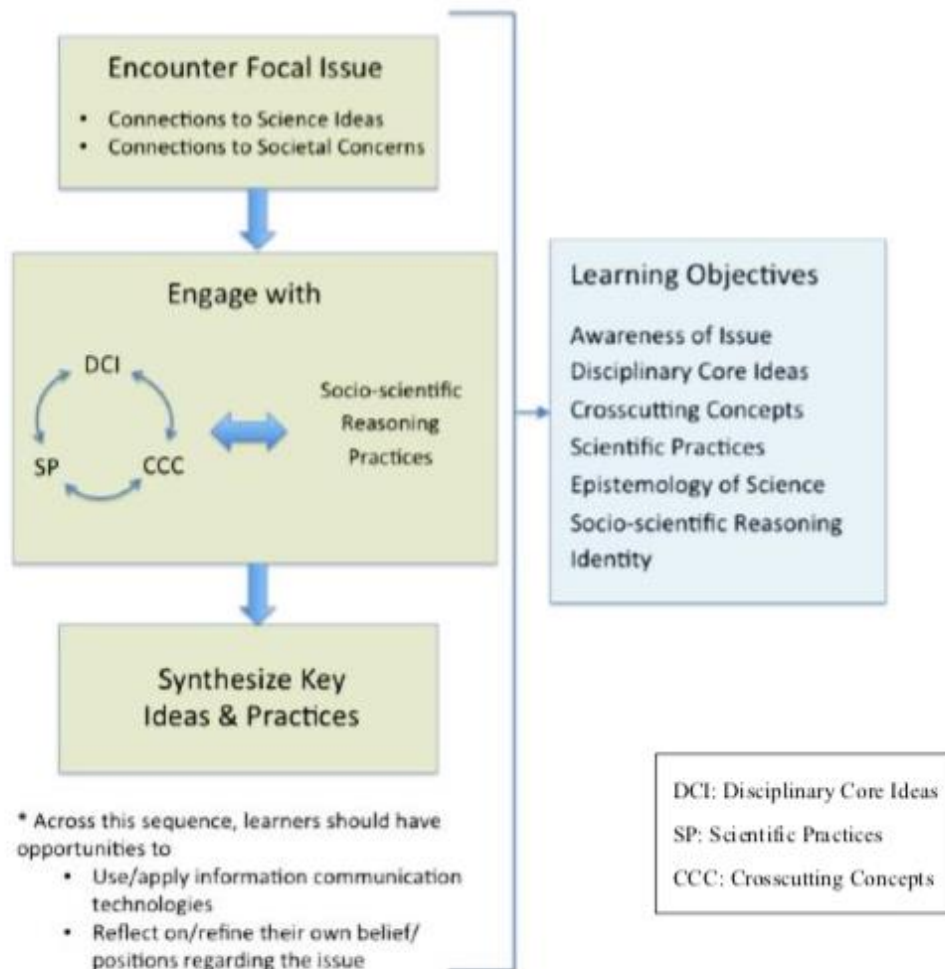 Encounter Focal Issue
• Connections to Science Ideas
• Connections to Societal Concerns
Engage with
DCI
SP
CCC
Socio-scientific
Reasoning
Practices
Synthesize Key
Ideas & Practices
* Across this sequence, learners should have
opportunities to
• Use/apply information communication
technologies
• Reflect on/refine their own belief/
positions regarding the issue
Learning Objectives
Awareness of Issue
Disciplinary Core Ideas
Crosscutting Concepts
Scientific Practices
Epistemology of Science
Socio-scientific Reasoning
Identity
DCI: Disciplinary Core Ideas
SP: Scientific Practices
CCC: Crosscutting Concepts